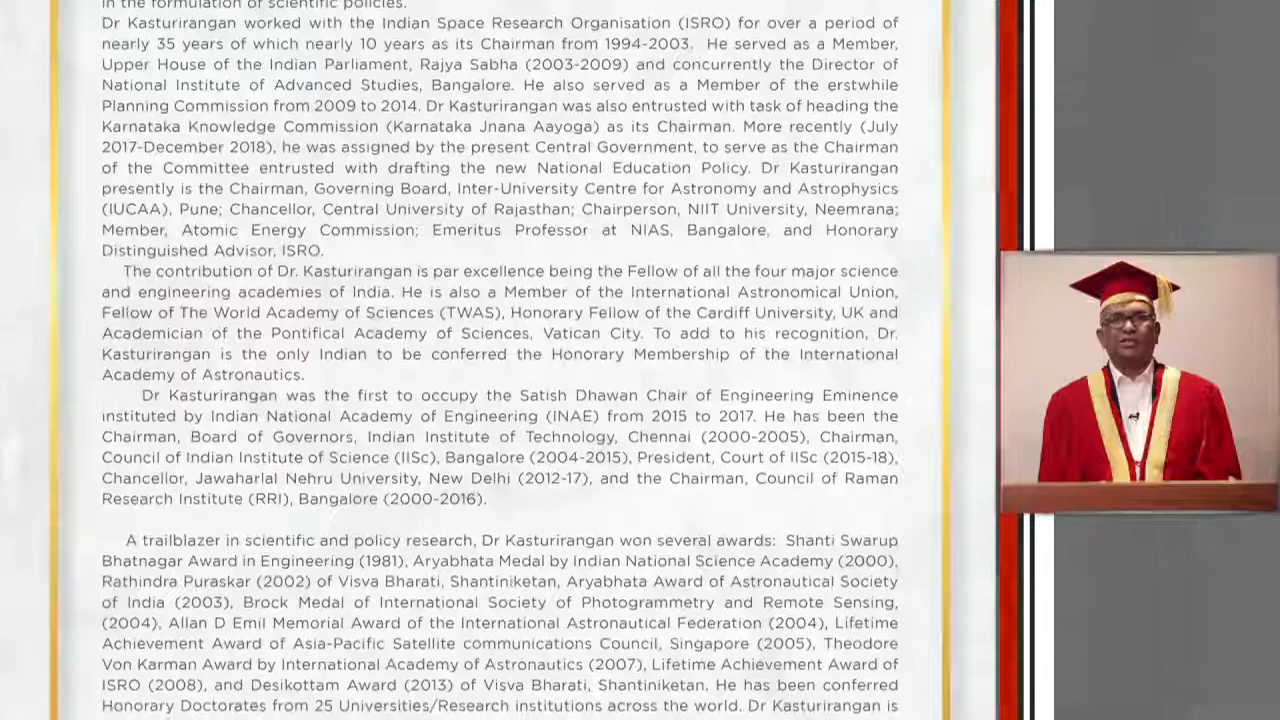 in the formulation of scientific policies.
Dr Kasturirangan worked with the Indian Space Research Organisation (ISRO) for over a period of
nearly 35 years of which nearly 10 years as its Chairman from 1994-2003. He served as a Member,
Upper House of the Indian Parliament, Rajya Sabha (2003-2009) and concurrently the Director of
National Institute of Advanced Studies, Bangalore. He also served as a Member of the erstwhile
Planning Commission from 2009 to 2014. Dr Kasturirangan was also entrusted with task of heading the
Karnataka Knowledge Commission (Karnataka Jnana Aayoga) as its Chairman. More recently (July
2017-December 2018), he was assigned by the present Central Government, to serve as the Chairman
of the Committee entrusted with drafting the new National Education Policy. Dr Kasturirangan
presently is the Chairman, Governing Board, Inter-University Centre for Astronomy and Astrophysics
(IUCAA), Pune; Chancellor, Central University of Rajasthan; Chairperson, NIIT University, Neemrana;
Member, Atomic Energy Commission; Emeritus Professor at NIAS, Bangalore, and Honorary
Distinguished Advisor, ISRO.
The contribution of Dr. Kasturirangan is par excellence being the Fellow of all the four major science
and engineering academies of India. He is also a Member of the International Astronomical Union,
Fellow of The World Academy of Sciences (TWAS), Honorary Fellow of the Cardiff University, UK and
Academician of the Pontifical Academy of Sciences, Vatican City. To add to his recognition, Dr.
Kasturirangan is the only Indian to be conferred the Honorary Membership of the International
Academy of Astronautics.
Dr Kasturirangan was the first to occupy the Satish Dhawan Chair of Engineering Eminence
instituted by Indian National Academy of Engineering (INAE) from 2015 to 2017. He has been the
Chairman, Board of Governors, Indian Institute of Technology, Chennai (2000-2005), Chairman,
Council of Indian Institute of Science (IISc), Bangalore (2004-2015), President, Court of IISc (2015-18),
Chancellor, Jawaharlal Nehru University, New Delhi (2012-17), and the Chairman, Council of Raman
Research Institute (RRI), Bangalore (2000-2016).
A trailblazer in scientific and policy research, Dr Kasturirangan won several awards: Shanti Swarup
Bhatnagar Award in Engineering (1981), Aryabhata Medal by Indian National Science Academy (2000),
Rathindra Puraskar (2002) of Visva Bharati, Shantiniketan, Aryabhata Award of Astronautical Society
of India (2003), Brock Medal of International Society of Photogrammetry and Remote Sensing,
(2004), Allan D Emil Memorial Award of the International Astronautical Federation (2004), Lifetime
Achievement Award of Asia-Pacific Satellite communications Council, Singapore (2005), Theodore
Von Karman Award by International Academy of Astronautics (2007), Lifetime Achievement Award of
ISRO (2008), and Desikottam Award (2013) of Visva Bharati, Shantiniketan. He has been conferred
Honorary Doctorates from 25 Universities/Research institutions across the world. Dr Kasturirangan is